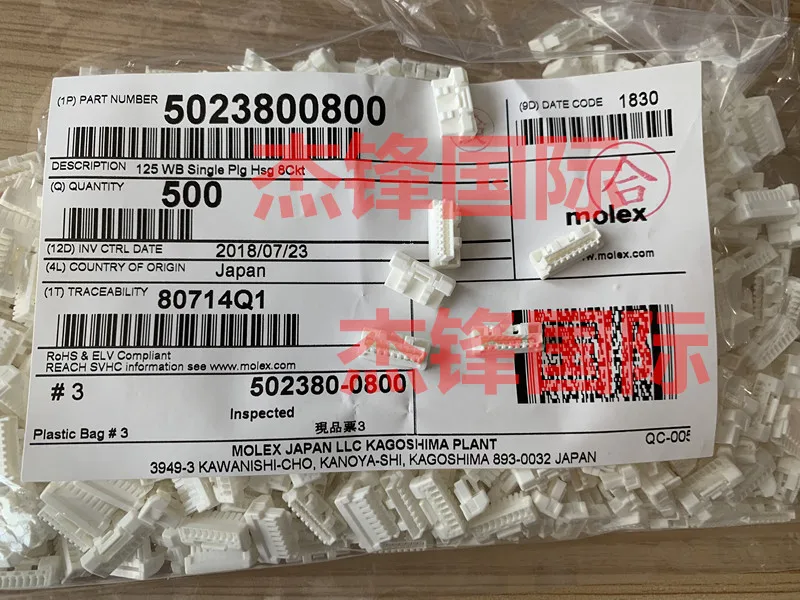 (1P) PART NUMBER 5023800800
(9D) DATE CODE 1830
DESCRIPTION 125 WB Single Plg Hsg 8Ckt
杰锋国际
合
(Q) QUANTITY 500
molex
(12D) INV CTRL DATE 2018/07/23
w.molex.com
(4L) COUNTRY OF ORIGIN Japan
(1T) TRACEABILITY 80714Q1
杰锋国际
RoHS & ELV Compliant
REACH SVHC information see www.molex.com
# 3 502380-0800
Inspected
Plastic Bag # 3 現品票3
MOLEX JAPAN LLC KAGOSHIMA PLANT QC-005
3949-3 KAWANISHI-CHO, KANOYA-SHI, KAGOSHIMA 893-0032 JAPAN